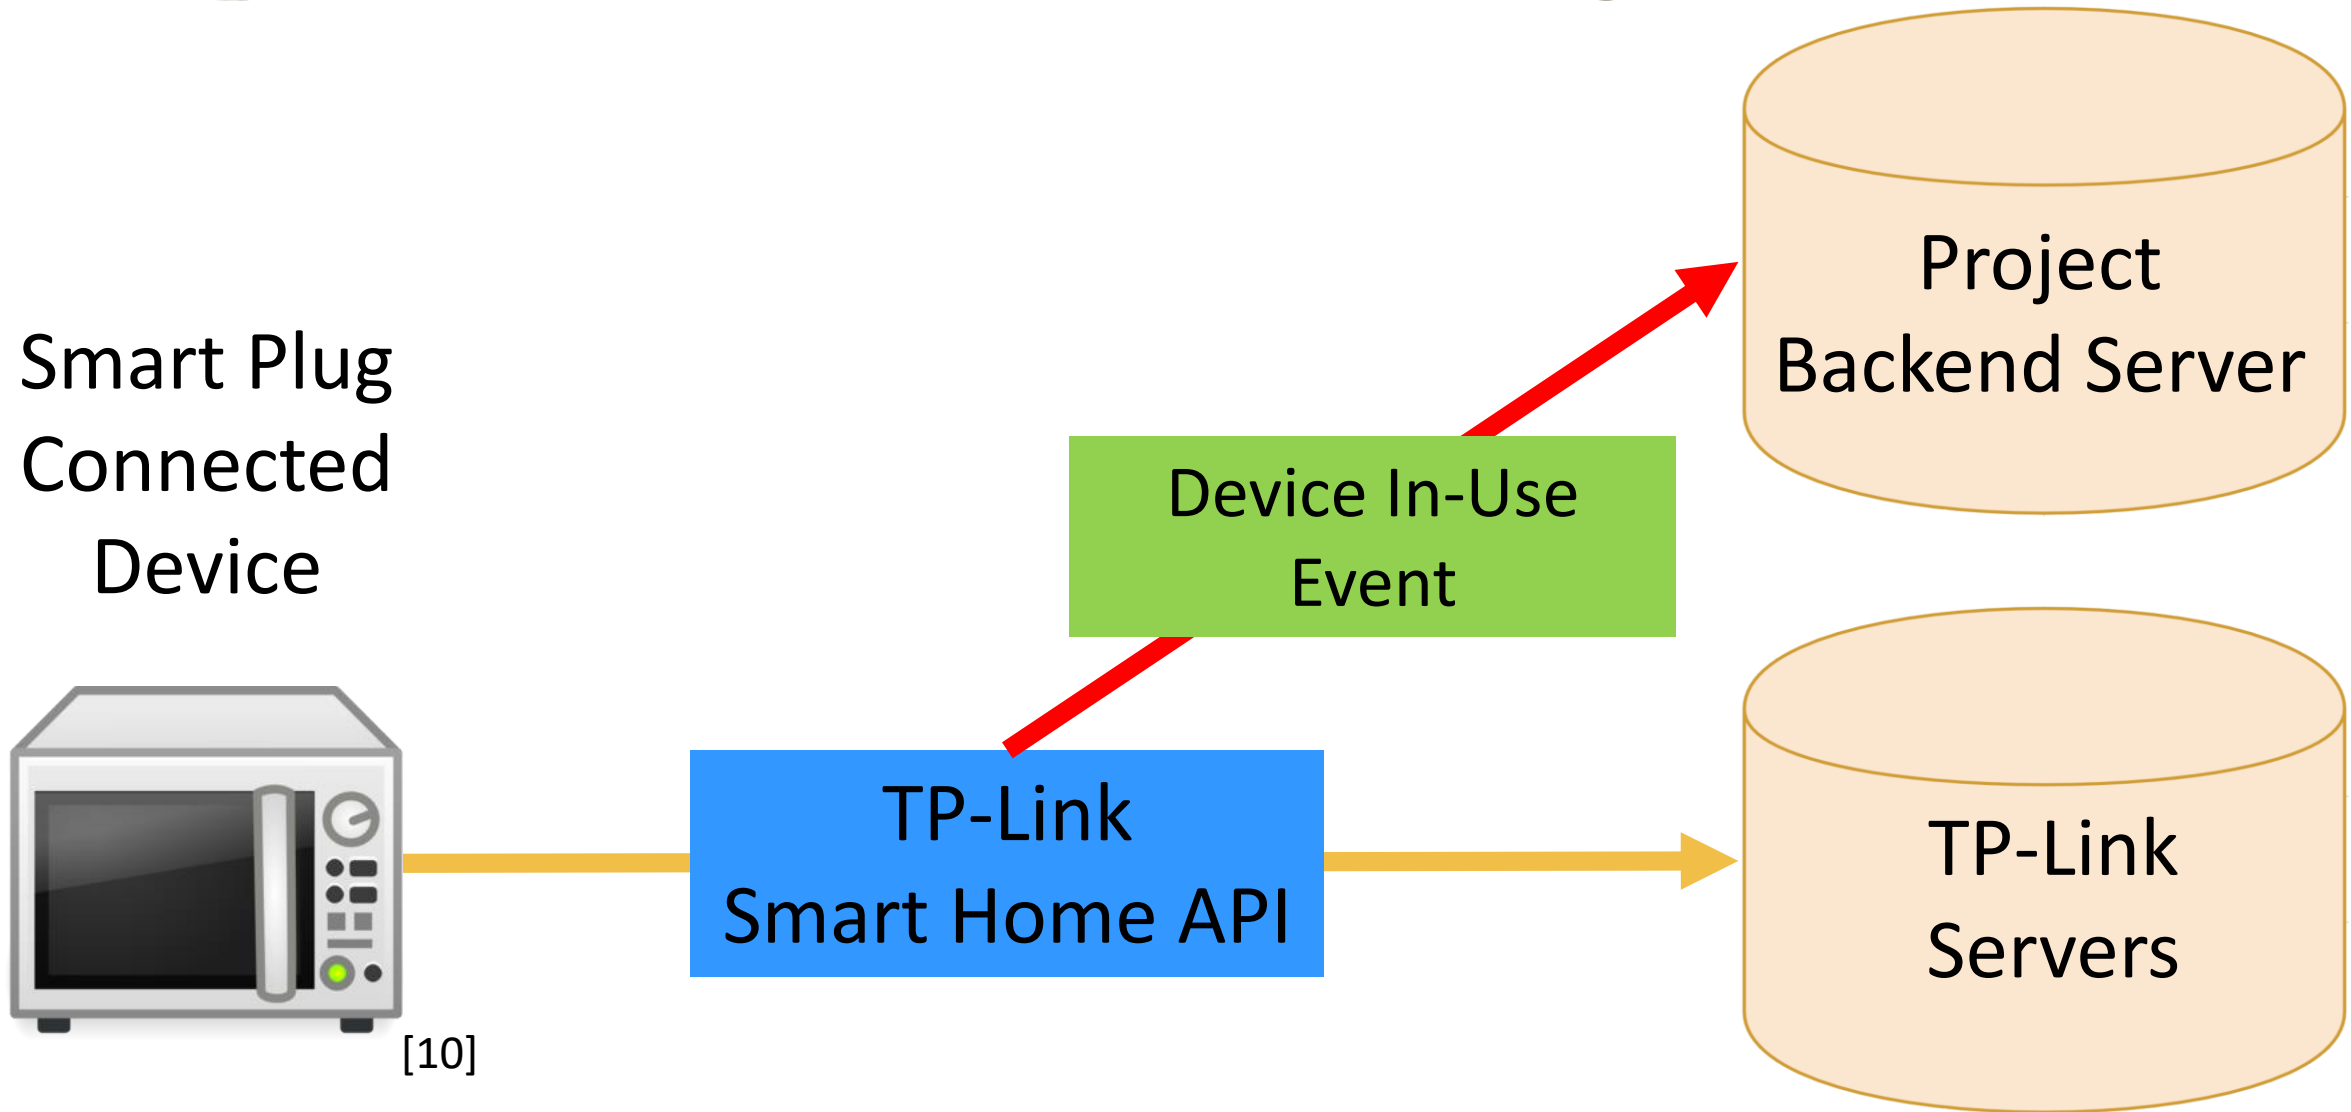 Smart Plug
Connected
Device
[10]
TP-Link
Smart Home API
Device In-Use
Event
Project
Backend Server
TP-Link
Servers